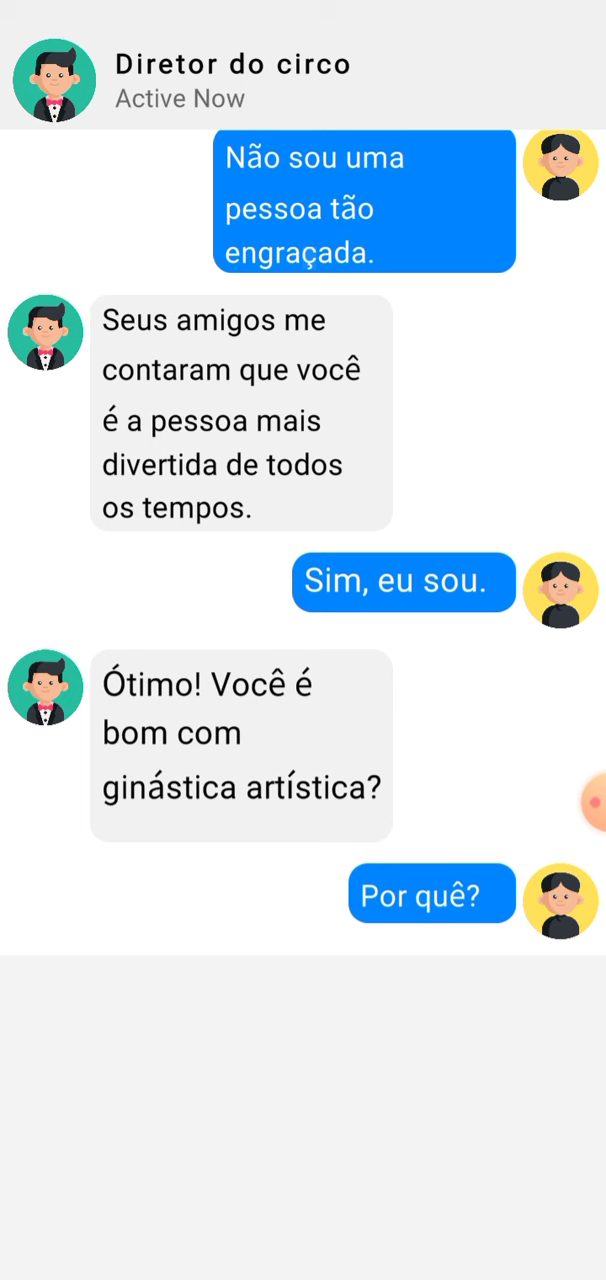 Diretor do circo
Active Now
Não sou uma
pessoa tão
engraçada.
Seus amigos me
contaram que você
é a pessoa mais
divertida de todos
os tempos.
Sim, eu sou.
Ótimo! Você é
bom com
ginástica artística?
Por quê?